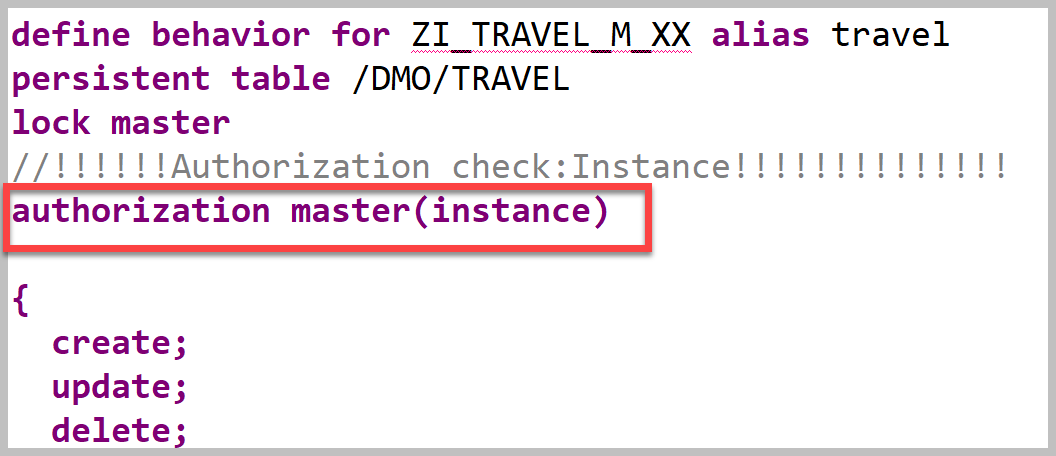 define behavior for ZI_TRAVEL_M_XX alias travel
persistent table /DMO/TRAVEL
lock master
//!!!!!!Authorization check:Instance!!!!!!!!!!!!!!
authorization master(instance)
{
create;
update;
delete;